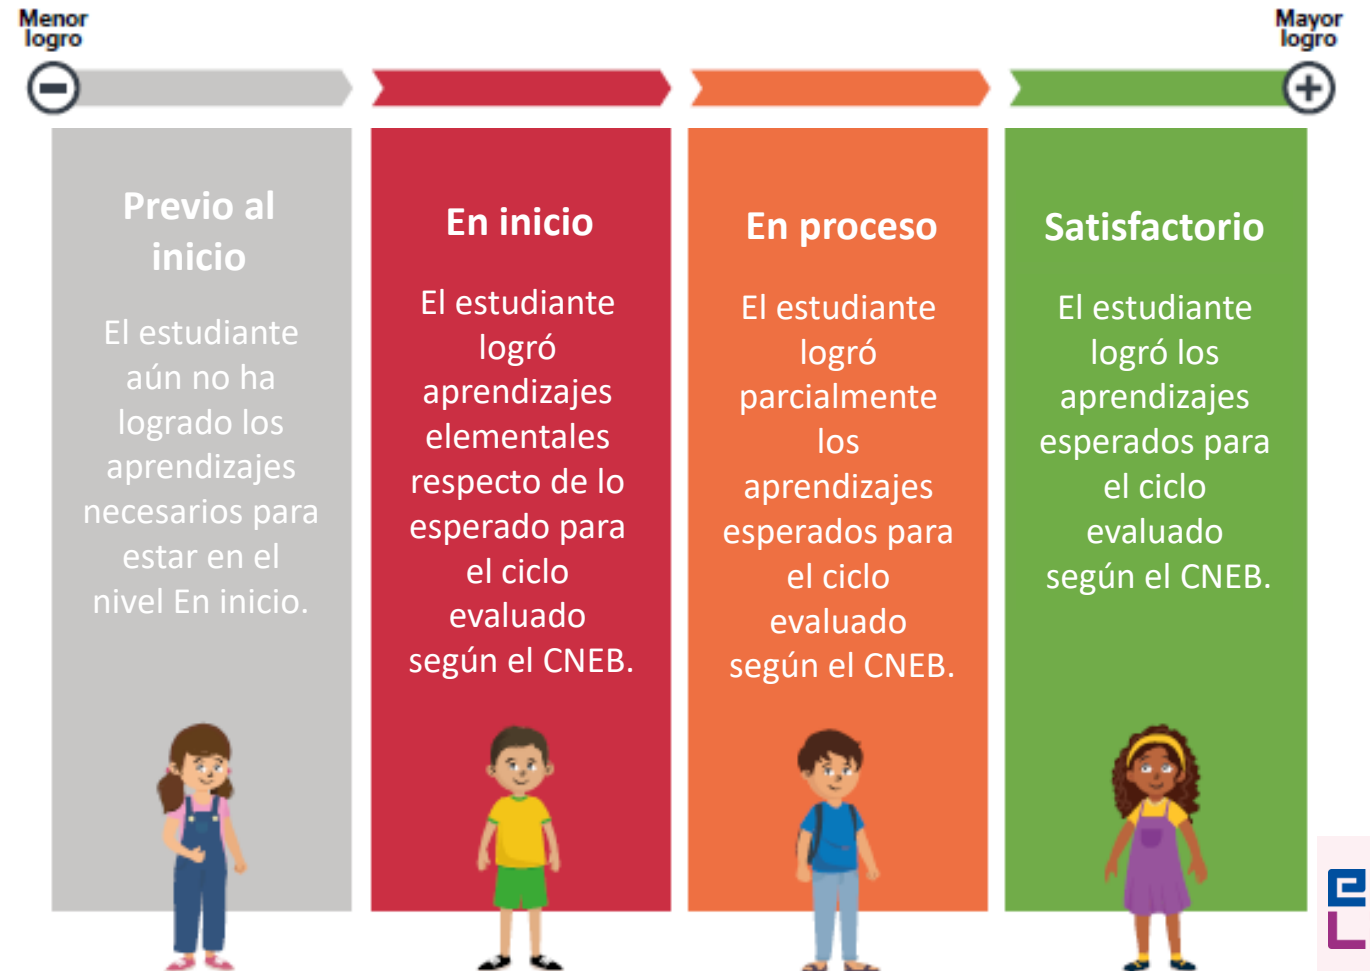 Menor
logro
Mayor
logro
Previo al
inicio
El estudiante
aún no ha
logrado los
aprendizajes
necesarios para
estar en el
nivel En inicio.
En inicio
El estudiante
logró
aprendizajes
elementales
respecto de lo
esperado para
el ciclo
evaluado
según el CNEB.
En proceso
El estudiante
logró
parcialmente
los
aprendizajes
esperados para
el ciclo
evaluado
según el CNEB.
Satisfactorio
El estudiante
logró los
aprendizajes
esperados para
el ciclo
evaluado
según el CNEB.